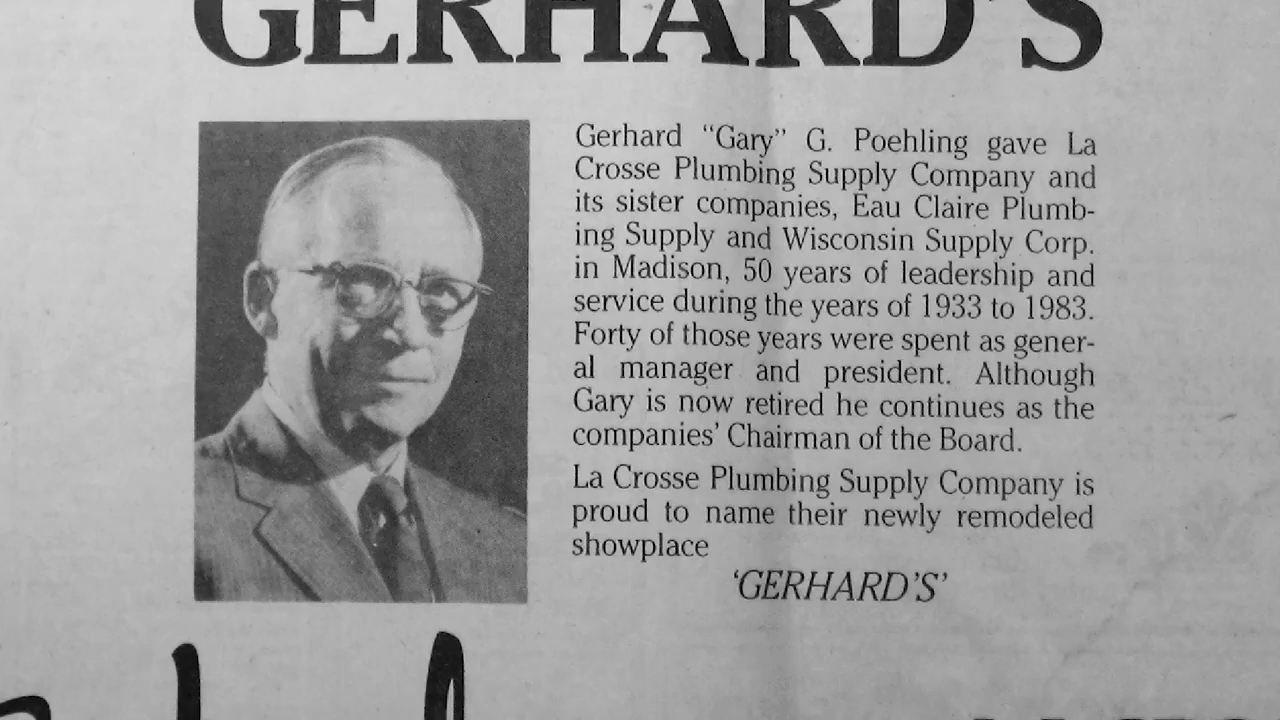 GERHARD'S
Gerhard “Gary” G. Poehling gave La
Crosse Plumbing Supply Company and
its sister companies, Eau Claire Plumb-
ing Supply and Wisconsin Supply Corp.
in Madison, 50 years of leadership and
service during the years of 1933 to 1983.
Forty of those years were spent as gener-
al manager and president. Although
Gary is now retired he continues as the
companies’ Chairman of the Board.
La Crosse Plumbing Supply Company is
proud to name their newly remodeled
showplace
‘GERHARD’S’